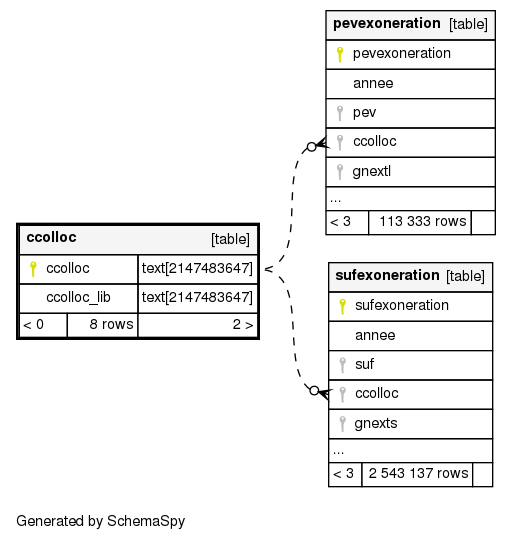 pevexoneration [table]
pevexoneration
annee
pev
ccolloc
gnextl
...
< 3 113 333 rows
ccolloc [table]
ccolloc text[2147483647]
ccolloc_lib text[2147483647]
< 0 8 rows 2 >
sufexoneration [table]
sufexoneration
annee
suf
ccolloc
gnexts
...
< 3 2 543 137 rows
Generated by SchemaSpy